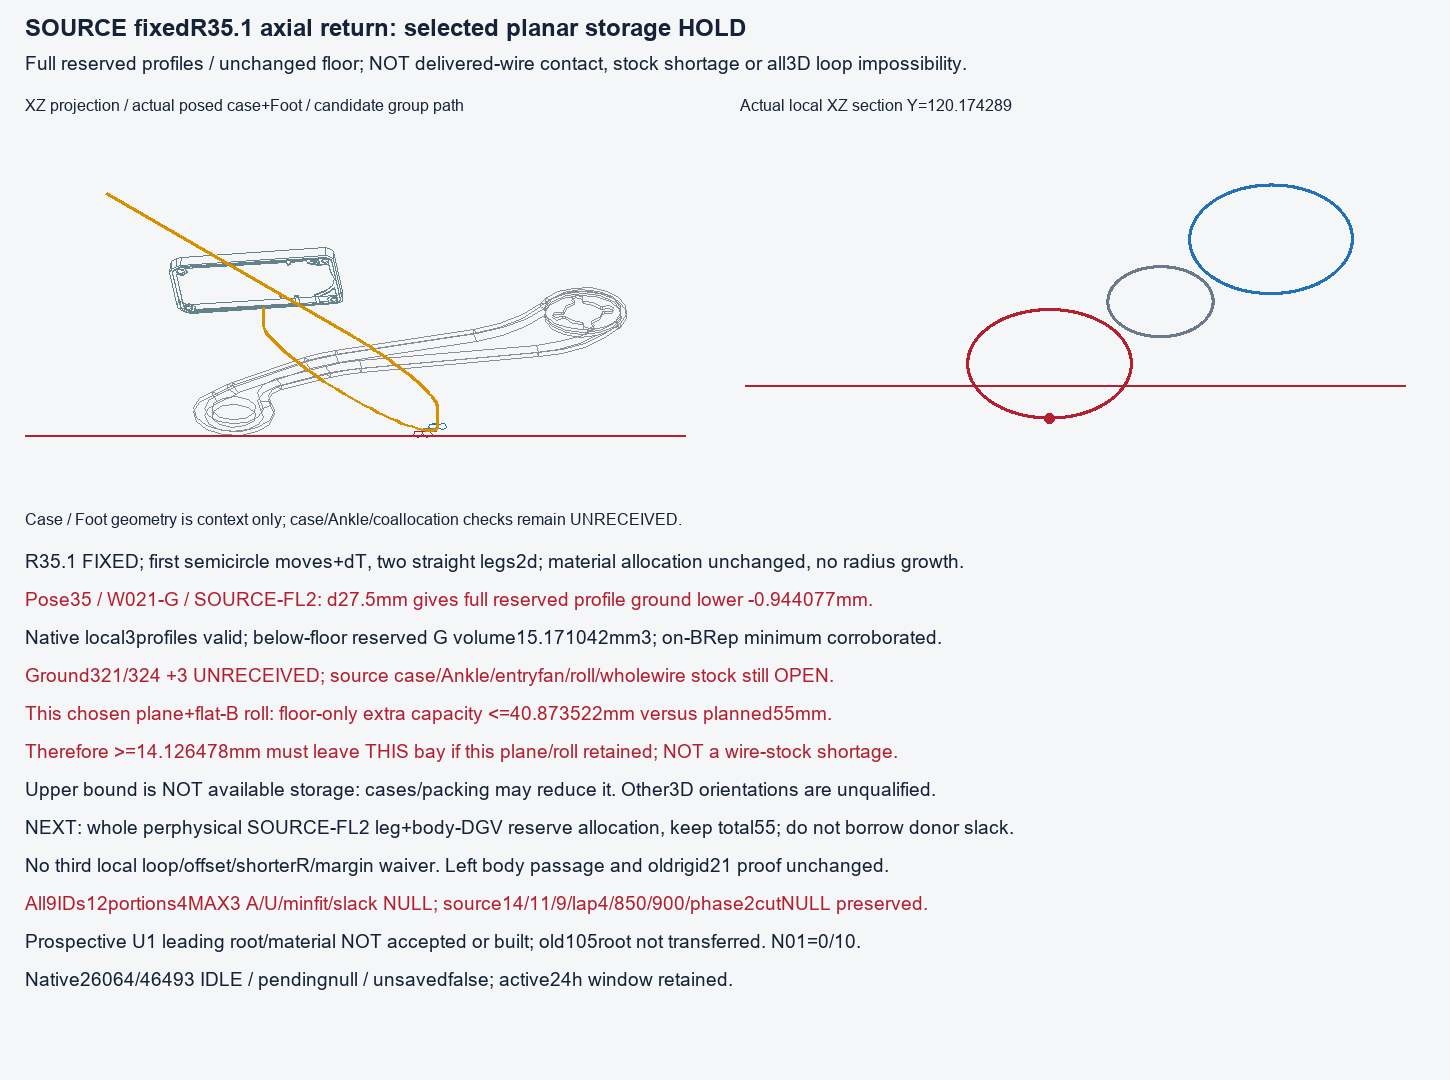 SOURCE fixedR35.1 axial return: selected planar storage HOLD
Full reserved profiles / unchanged floor; NOT delivered-wire contact, stock shortage or all3D loop impossibility.
XZ projection / actual posed case+Foot / candidate group path
Actual local XZ section Y=120.174289
Case / Foot geometry is context only; case/Ankle/coallocation checks remain UNRECEIVED.
R35.1 FIXED; first semicircle moves+dT, two straight legs2d; material allocation unchanged, no radius growth.
Pose35 / W021-G / SOURCE-FL2: d27.5mm gives full reserved profile ground lower -0.944077mm.
Native local3profiles valid; below-floor reserved G volume15.171042mm3; on-BRep minimum corroborated.
Ground321/324 +3 UNRECEIVED; source case/Ankle/entryfan/roll/wholewire stock still OPEN.
This chosen plane+flat-B roll: floor-only extra capacity <=40.873522mm versus planned55mm.
Therefore >=14.126478mm must leave THIS bay if this plane/roll retained; NOT a wire-stock shortage.
Upper bound is NOT available storage: cases/packing may reduce it. Other3D orientations are unqualified.
NEXT: whole perphysical SOURCE-FL2 leg+body-DGV reserve allocation, keep total55; do not borrow donor slack.
No third local loop/offset/shorterR/margin waiver. Left body passage and oldrigid21 proof unchanged.
All9IDs12portions4MAX3 A/U/minfit/slack NULL; source14/11/9/lap4/850/900/phase2cutNULL preserved.
Prospective U1 leading root/material NOT accepted or built; old105root not transferred. N01=0/10.
Native26064/46493 IDLE / pendingnull / unsavedfalse; active24h window retained.